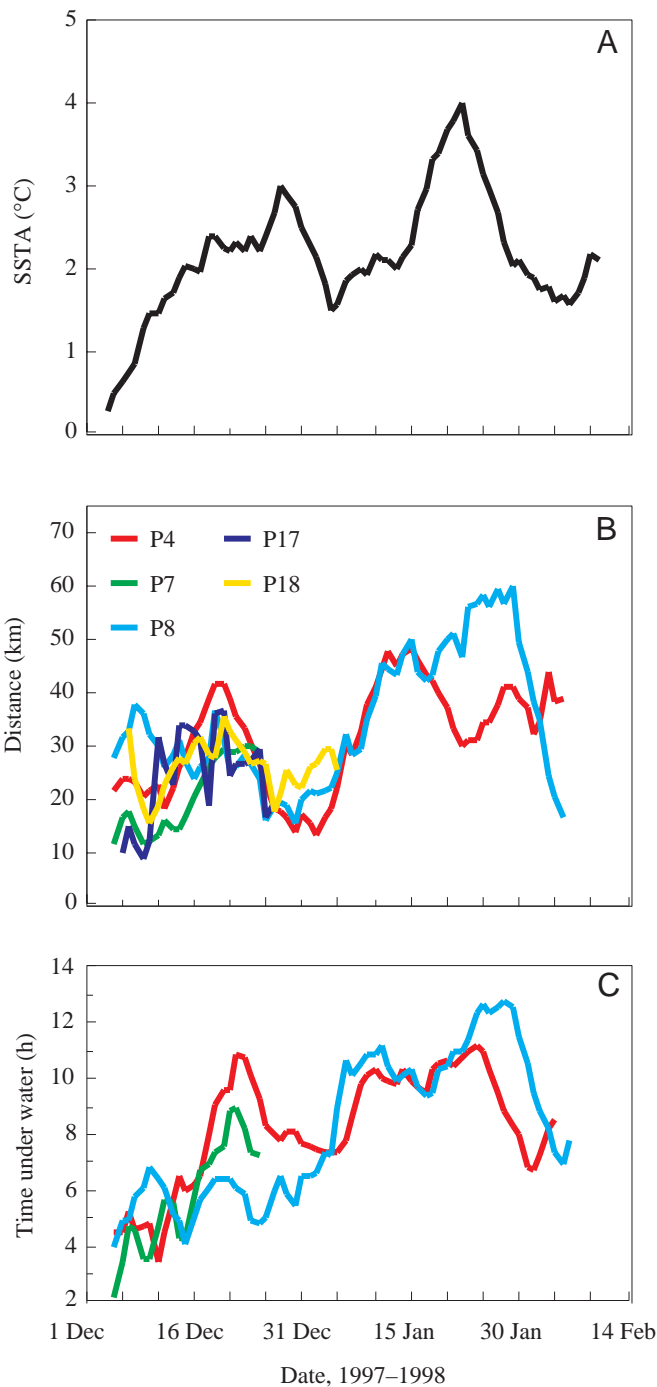 A
5
4
3
2
1
0
SSTA (°C)
B
70
60
50
40
30
20
10
0
Distance (km)
P4 P17
P7 P18
P8
C
14
12
10
8
6
4
2
Time under water (h)
1 Dec 16 Dec 31 Dec 15 Jan 30 Jan 14 Feb
Date, 1997–1998